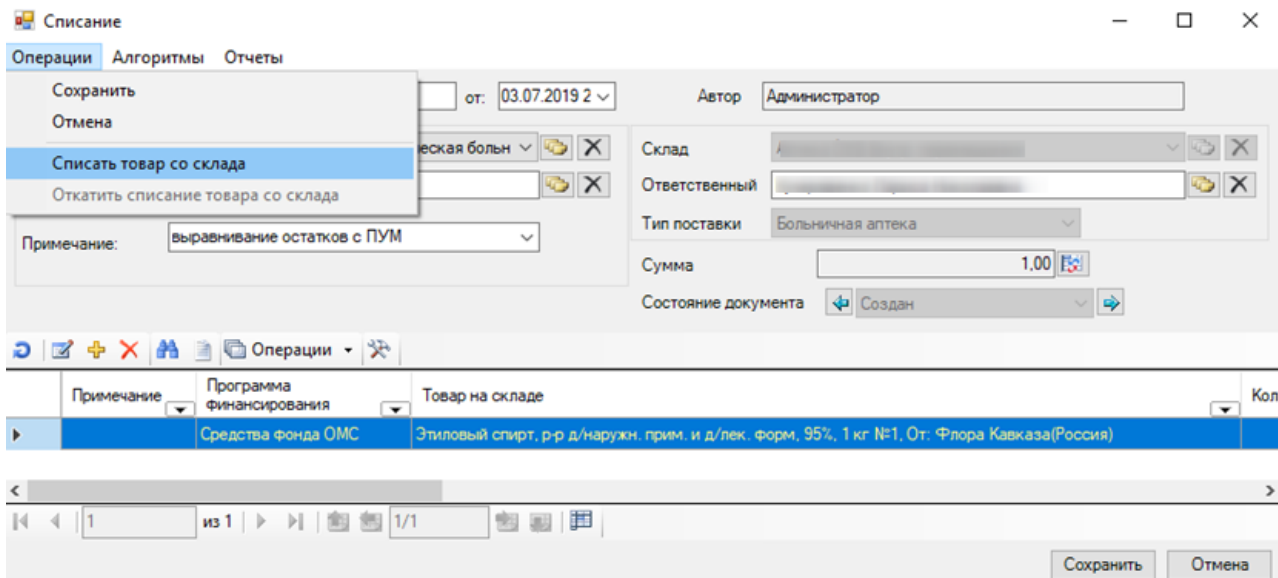 Списание
Операции Алгоритмы Отчеты
Сохранить
Отмена
Списать товар со склада
Откатить списание товара со склада
от: 03.07.2019 2
Автор Администратор
еская больн
Склад
Ответственный
Тип поставки Больничная аптека
Примечание: выравнивание остатков с ПУМ
Сумма 1,00
Состояние документа Создан
Операции
Примечание Программа финансирования Товар на складе Кол
Средства фонда ОМС Этиловый спирт, р-р д/наружн. прим. и д/лек. форм, 95%, 1 кг №1, От: Флора Кавказа(Россия)
1 из 1 1/1
Сохранить Отмена